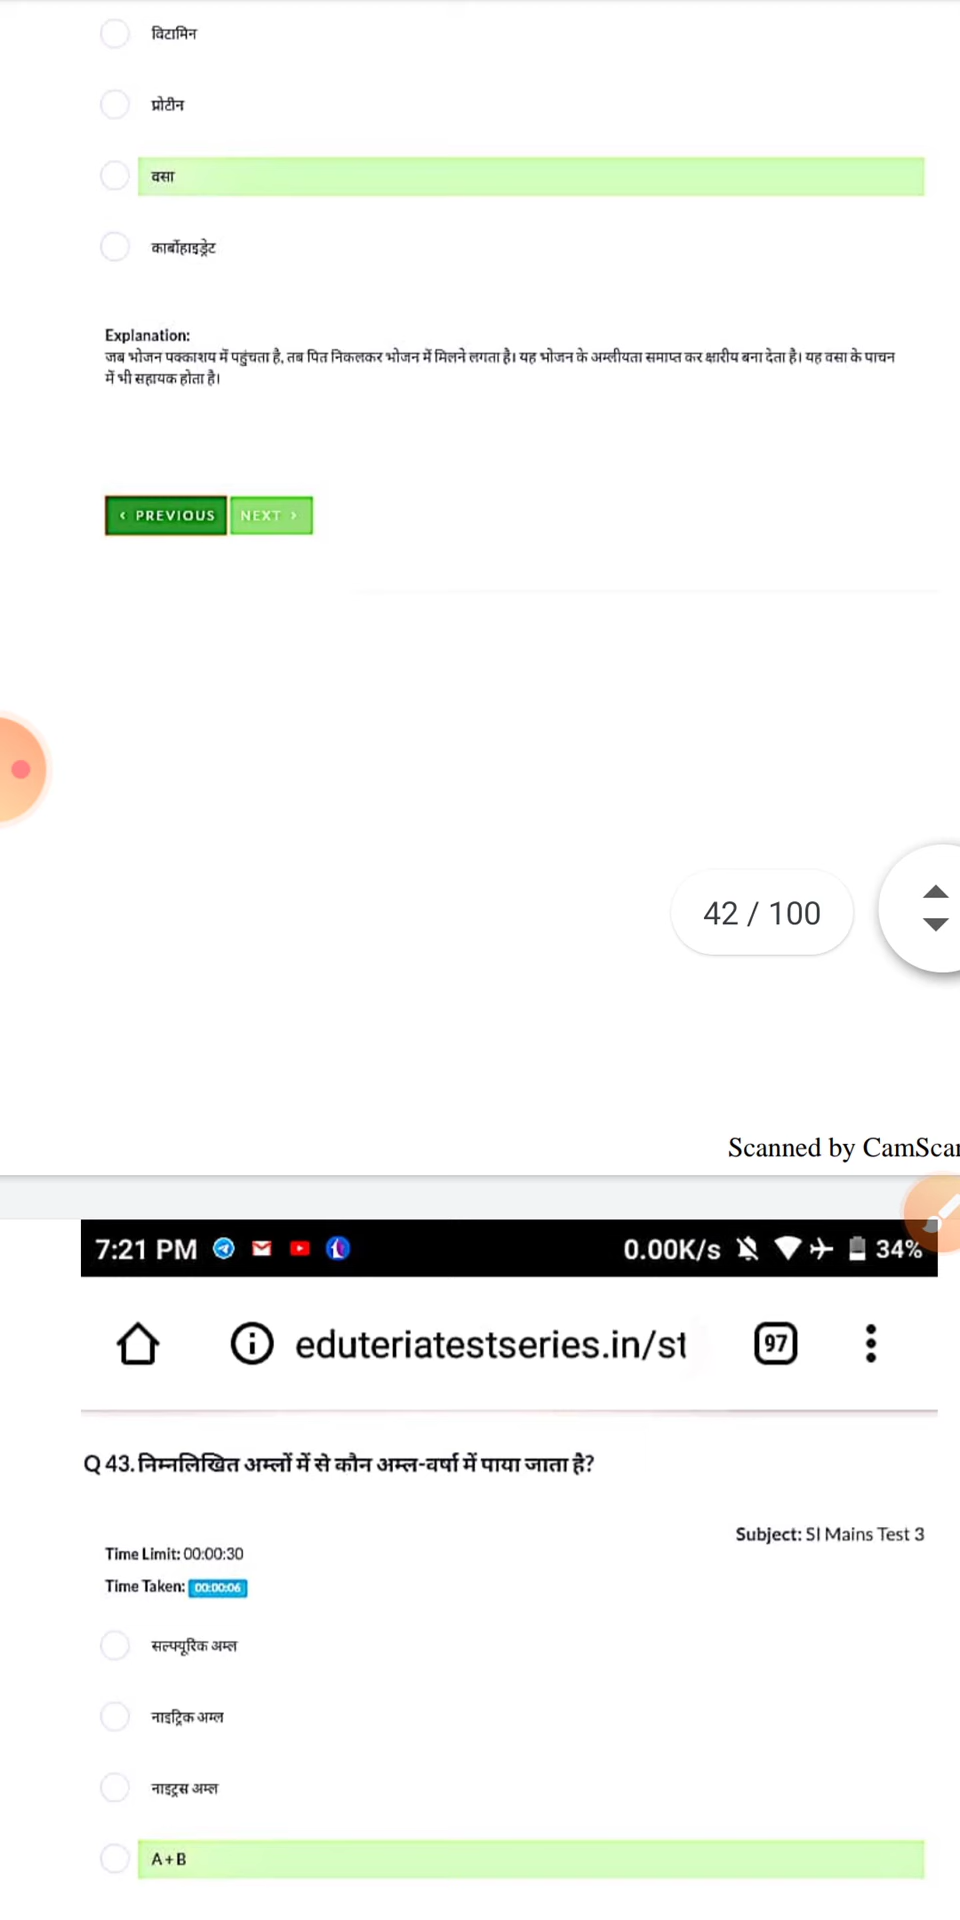 विटामिन
प्रोटीन
वसा
कार्बोहाइड्रेट
Explanation:
जब भोजन पक्काशय में पहुंचता है, तब पित निकलकर भोजन में मिलने लगता है। यह भोजन के अम्लीयता समाप्त कर क्षारीय बना देता है। यह वसा के पाचन
में भी सहायक होता है।
‹ PREVIOUS NEXT ›
42 / 100
Scanned by CamScan
7:21 PM 0.00K/s 34%
eduteriatestseries.in/st 97
Q 43. निम्नलिखित अम्लों में से कौन अम्ल-वर्षा में पाया जाता है?
Subject: SI Mains Test 3
Time Limit: 00:00:30
Time Taken: 00:00:06
सल्फ्यूरिक अम्ल
नाइट्रिक अम्ल
नाइट्रस अम्ल
A + B